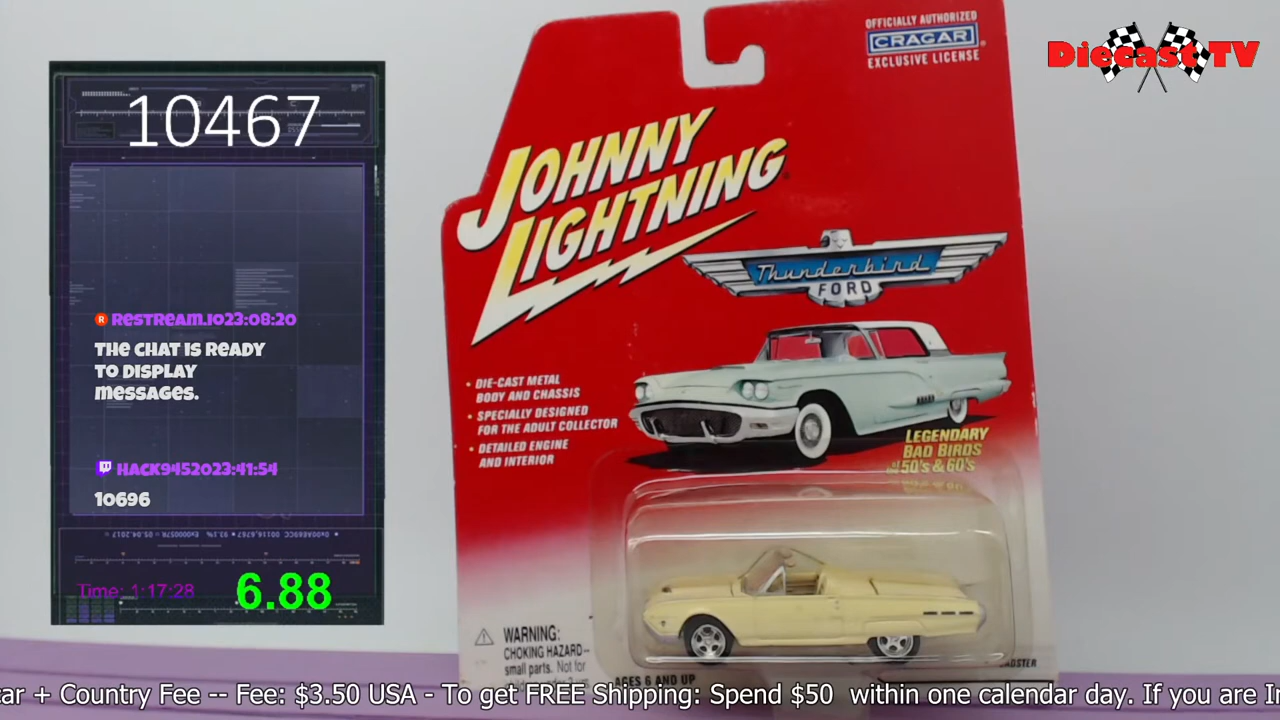 10467
Restream.io23:08:20
The chat is ready
to display
messages.
Hack9452023:41:54
10696
Time: 1:17:28
6.88
OFFICIALLY AUTHORIZED
CRAGAR
EXCLUSIVE LICENSE
JOHNNY
LIGHTNING
Thunderbird
FORD
• DIE-CAST METAL
BODY AND CHASSIS
• SPECIALLY DESIGNED
FOR THE ADULT COLLECTOR
• DETAILED ENGINE
AND INTERIOR
LEGENDARY
BAD BIRDS
50's & 60's
WARNING:
CHOKING HAZARD–
small parts. Not for
AGES 6 AND UP
Diecast TV
car + Country Fee -- Fee: $3.50 USA - To get FREE Shipping: Spend $50 within one calendar day. If you are In